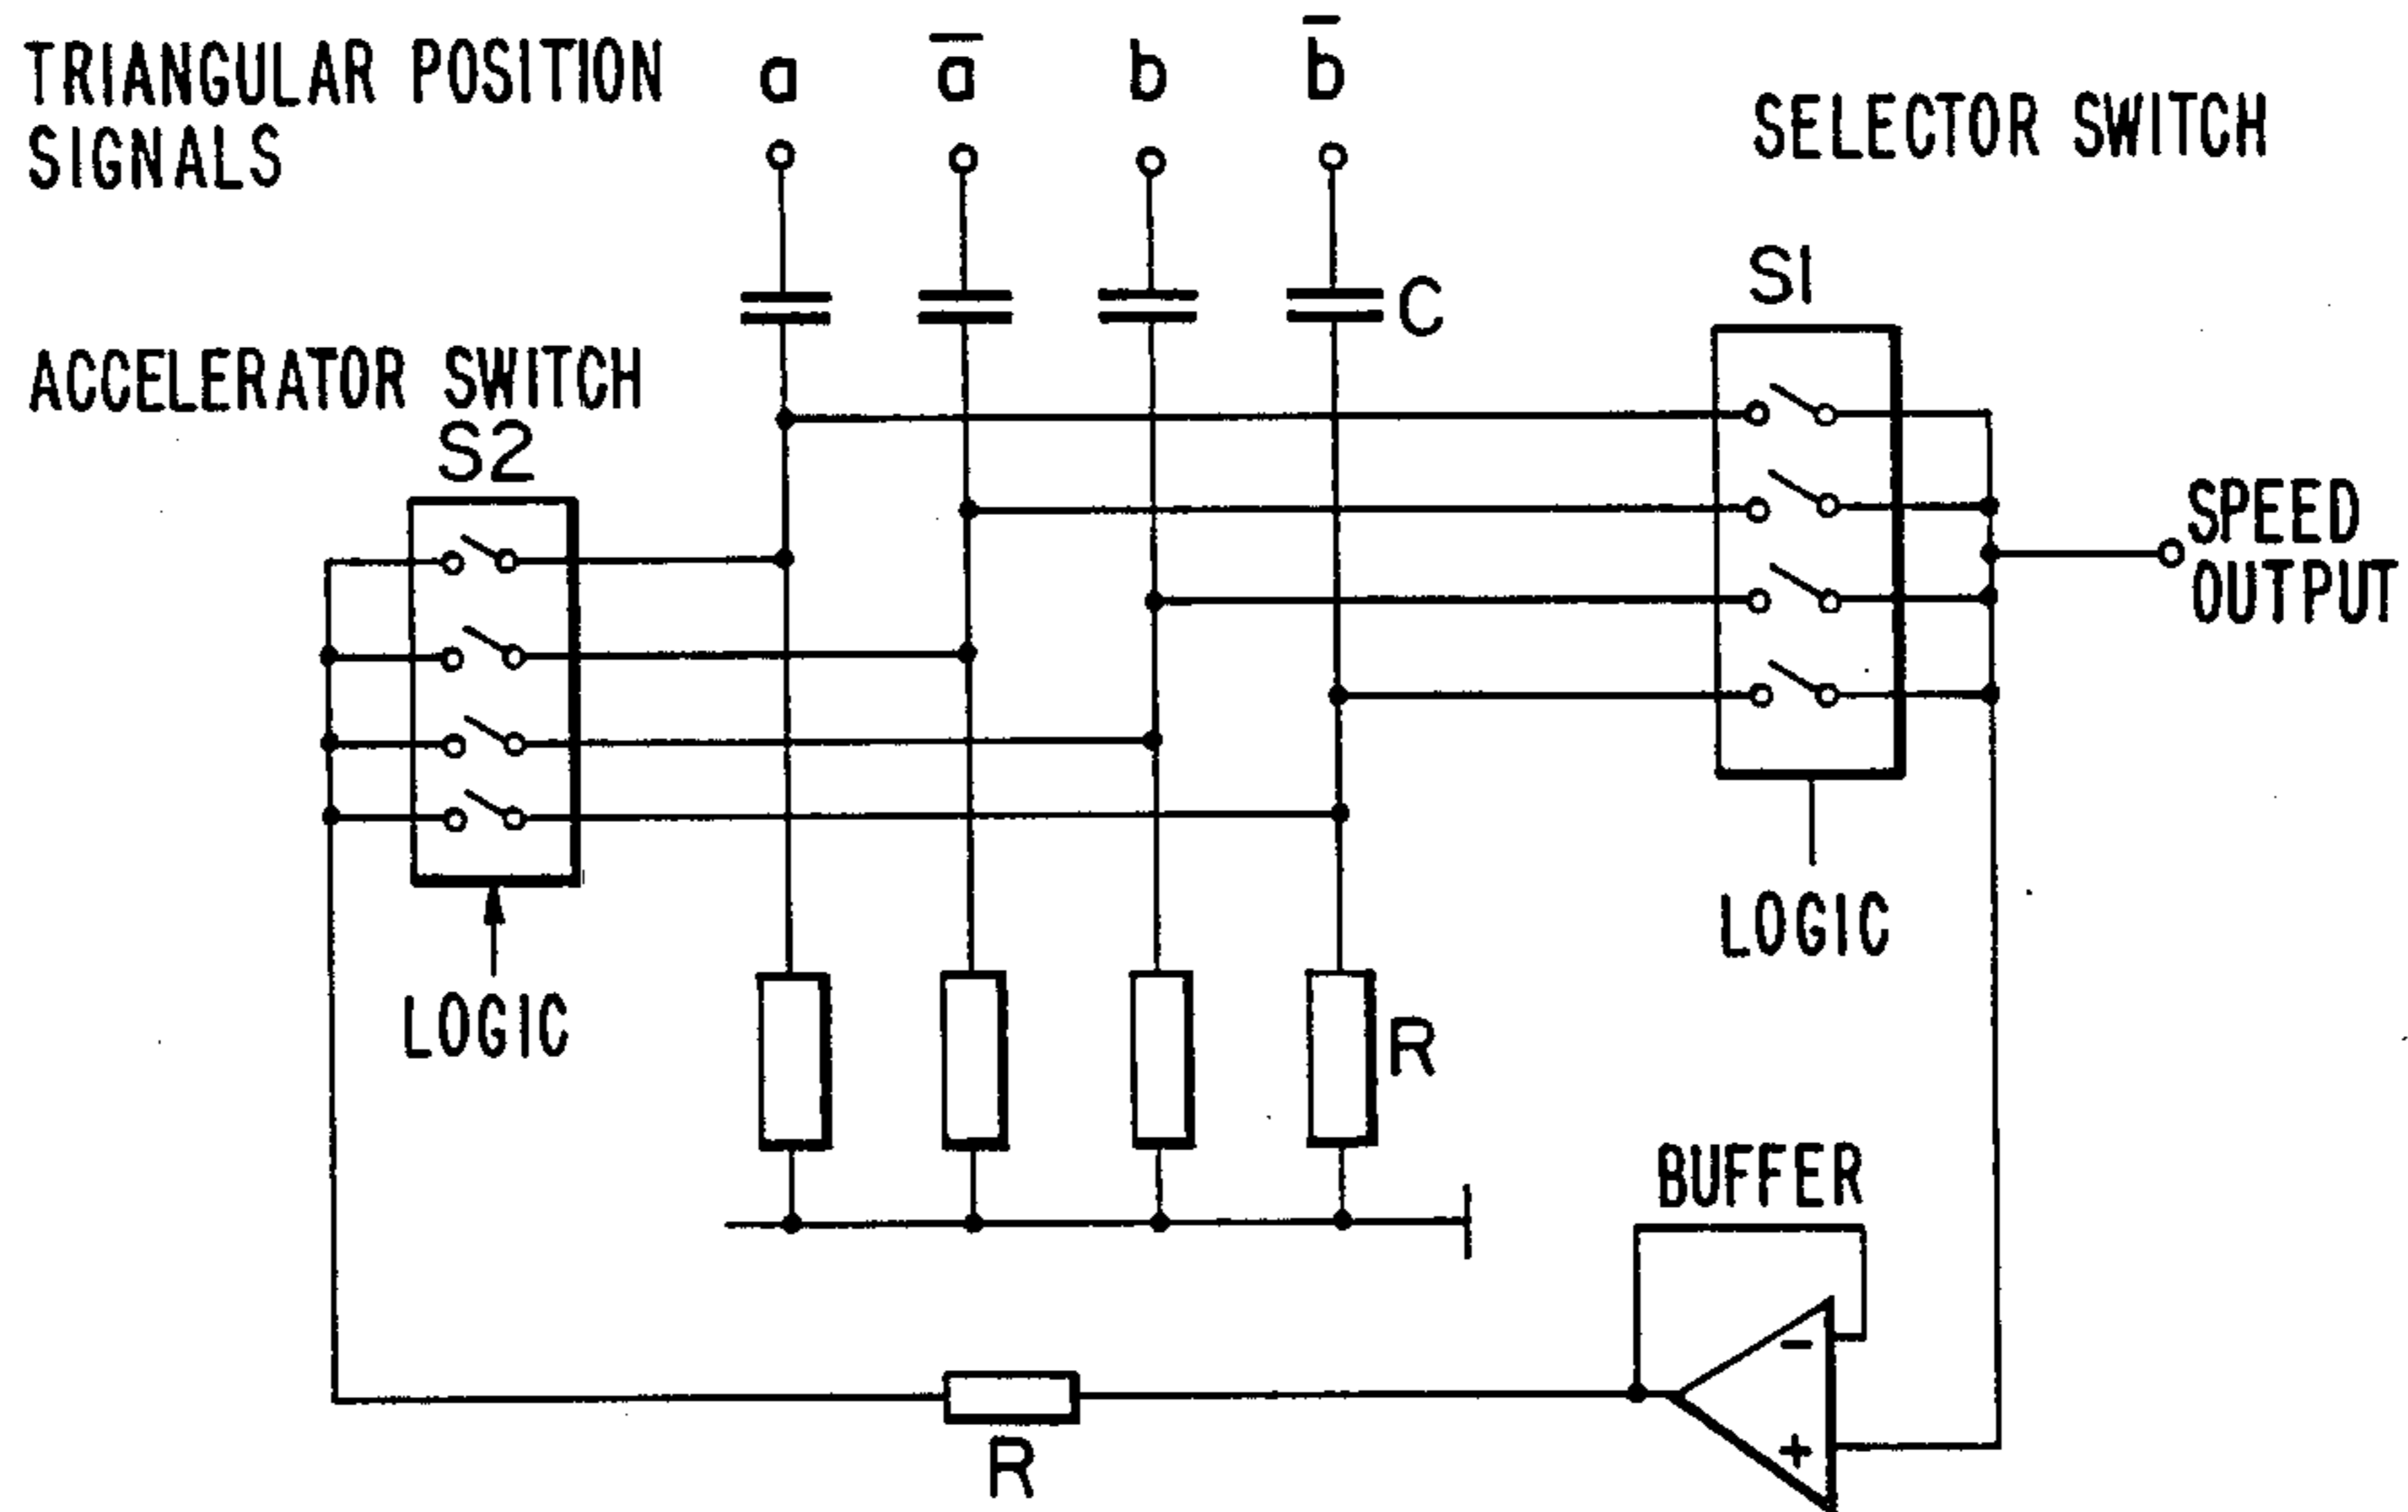 TRIANGULAR POSITION
SIGNALS
a
a̅
b
b̅
SELECTOR SWITCH
C
S1
ACCELERATOR SWITCH
S2
SPEED
OUTPUT
LOGIC
LOGIC
R
BUFFER
-
+
R